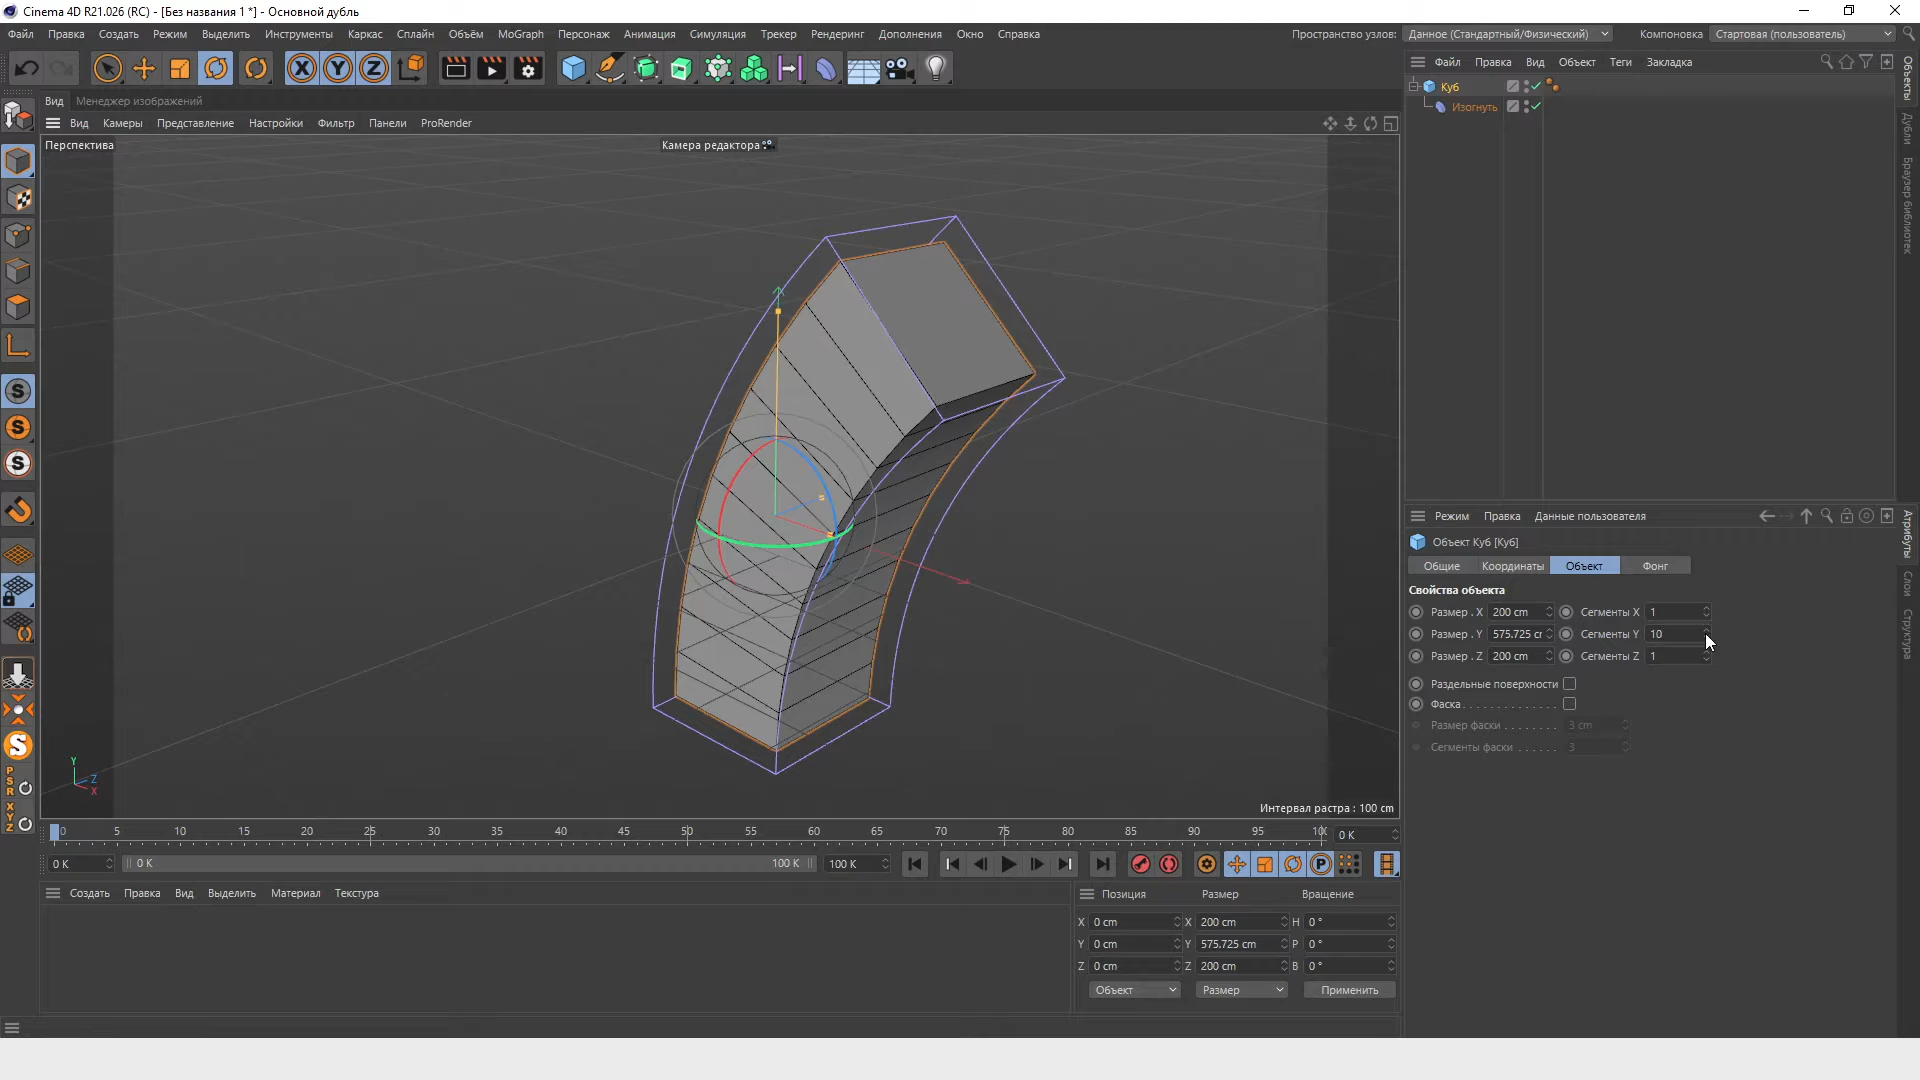 Cinema 4D R21.026 (RC) - [Без названия 1 *] - Основной дубль
Файл Правка Создать Режим Выделить Инструменты Каркас Сплайн Объём MoGraph Персонаж Анимация Симуляция Трекер Рендеринг Дополнения Окно Справка Пространство узлов: Данное (Стандартный/Физический) Компоновка Стартовая (пользователь)
X Y Z
Вид Менеджер изображений
Вид Камеры Представление Настройки Фильтр Панели ProRender
Перспектива
Камера редактора
Файл Правка Вид Объект Теги Закладка
Куб
Изогнуть
Объекты
Дубли
Браузер библиотек
Режим Правка Данные пользователя
Объект Куб [Куб]
Общие Координаты Объект Фонг
Свойства объекта
Размер . X 200 cm Сегменты X 1
Размер . Y 575.725 cr Сегменты Y 10
Размер . Z 200 cm Сегменты Z 1
Раздельные поверхности
Фаска
Размер фаски 3 cm
Сегменты фаски 3
Атрибуты
Слои
Структура
S
S
S
S
P S R
X Y Z
Y Z X
Интервал растра : 100 cm
0 5 10 15 20 25 30 35 40 45 50 55 60 65 70 75 80 85 90 95 0 K
0 K 0 K 100 K 100 K P
Создать Правка Вид Выделить Материал Текстура
Позиция Размер Вращение
X 0 cm X 200 cm H 0 °
Y 0 cm Y 575.725 cm P 0 °
Z 0 cm Z 200 cm B 0 °
Объект Размер Применить